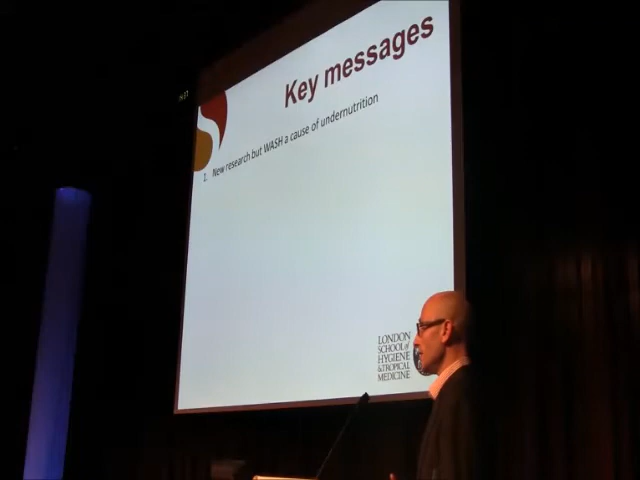 Key messages
1. New research but WASH a cause of undernutrition
LONDON
SCHOOL of
HYGIENE
& TROPICAL
MEDICINE